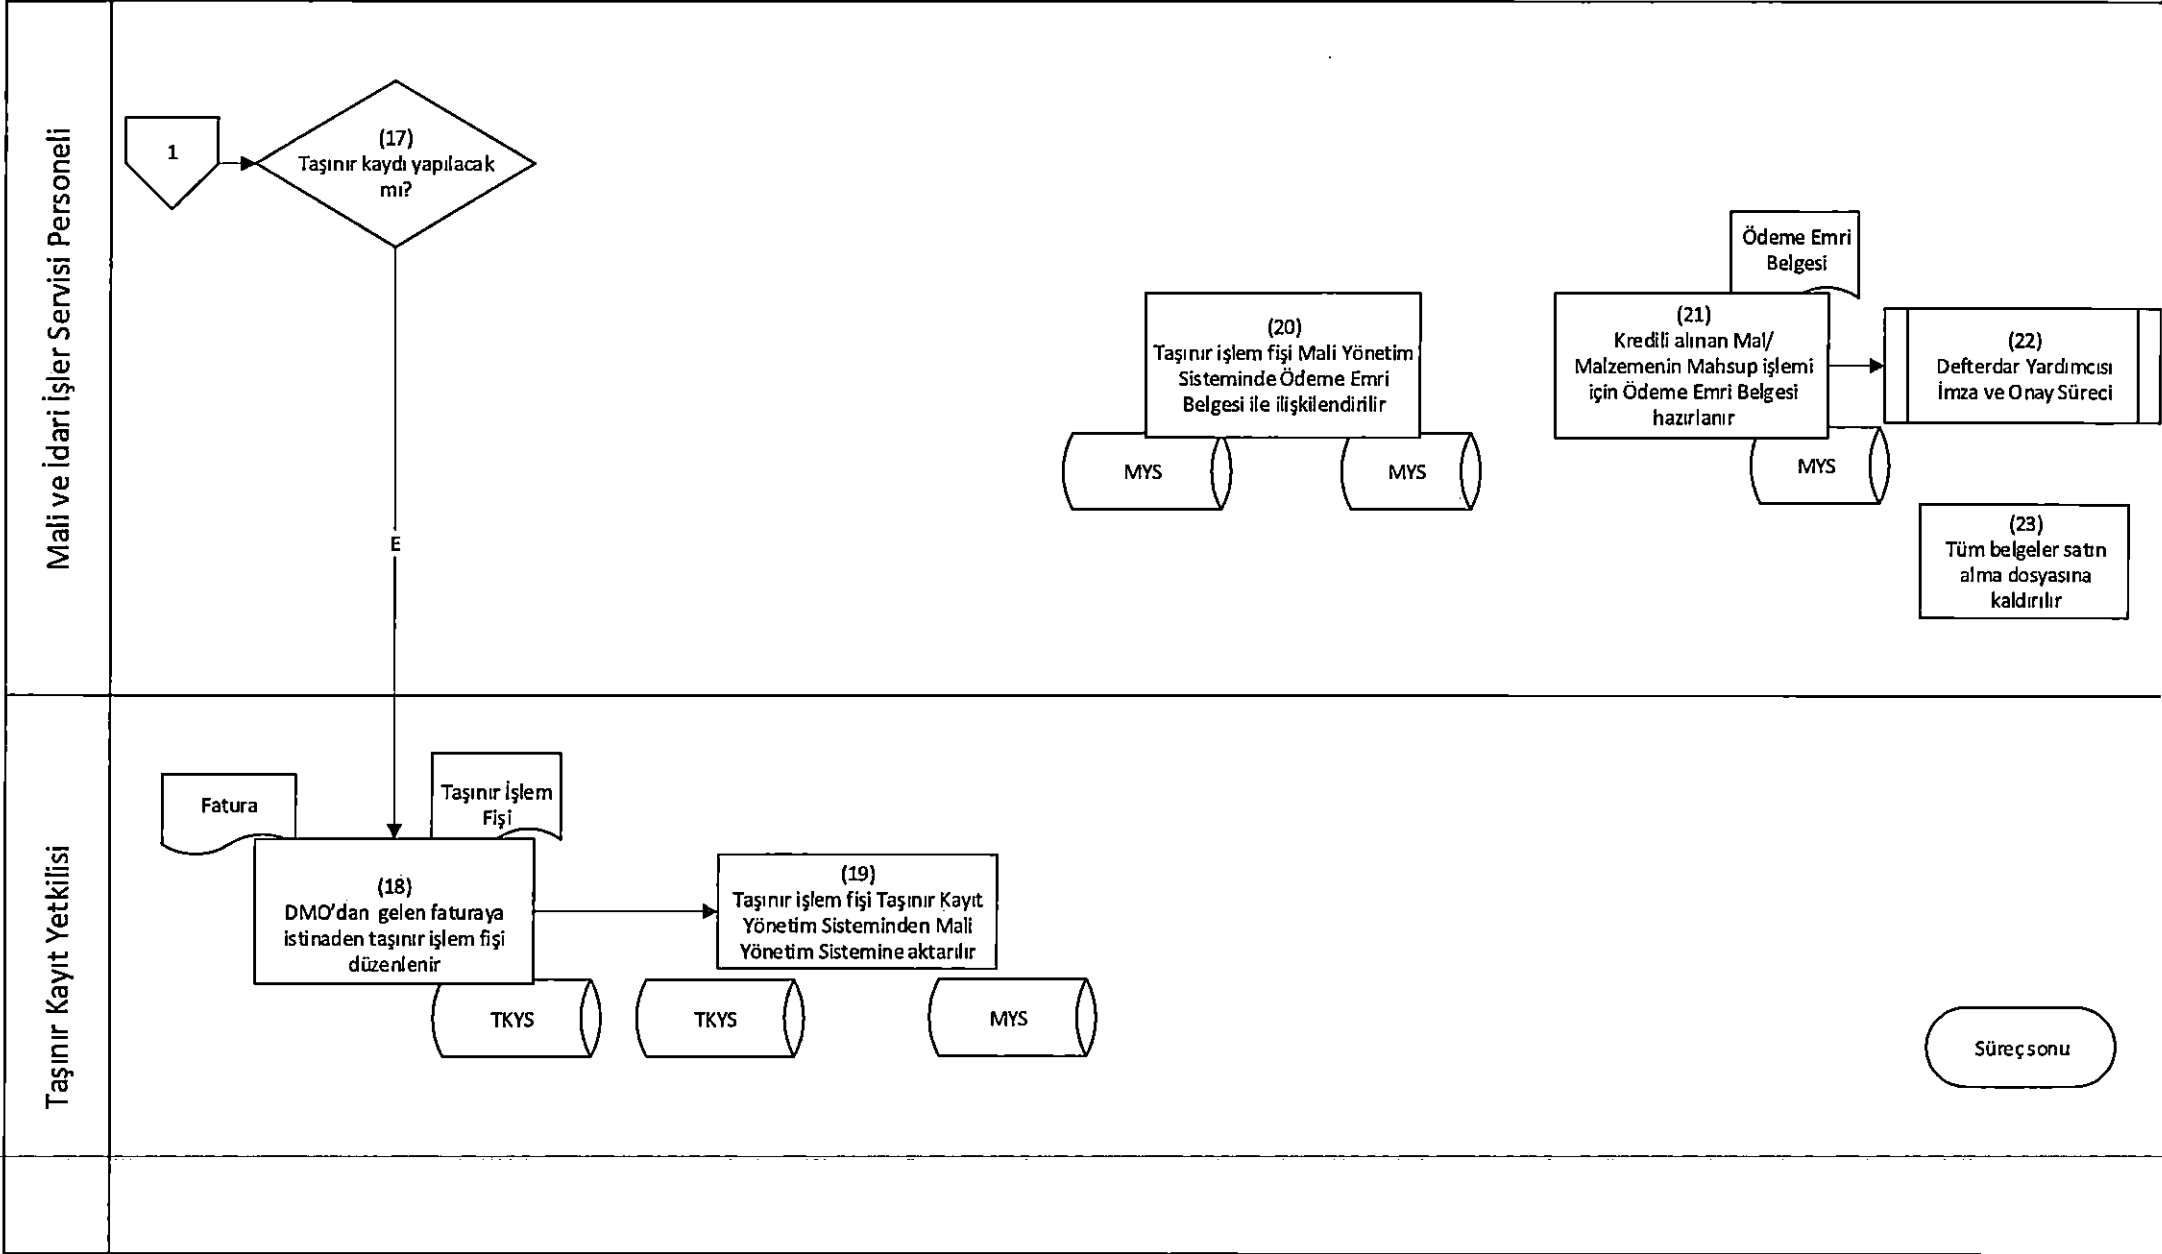 Mali ve idari İşler Servisi Personeli
1
(17)
Taşınır kaydı yapılacak
mı?
E
(20)
Taşınır işlem fişi Mali Yönetim
Sisteminde Ödeme Emri
Belgesi ile ilişkilendirilir
MYS
MYS
Ödeme Emri
Belgesi
(21)
Kredili alınan Mal/
Malzemenin Mahsup işlemi
için Ödeme Emri Belgesi
hazırlanır
MYS
(22)
Defterdar Yardımcısı
İmza ve Onay Süreci
(23)
Tüm belgeler satın
alma dosyasına
kaldırılır
Taşınır Kayıt Yetkilisi
Fatura
Taşınır İşlem
Fişi
(18)
DMO'dan gelen faturaya
istinaden taşınır işlem fişi
düzenlenir
TKYS
(19)
Taşınır işlem fişi Taşınır Kayıt
Yönetim Sisteminden Mali
Yönetim Sistemine aktarılır
TKYS
MYS
Süreç sonu